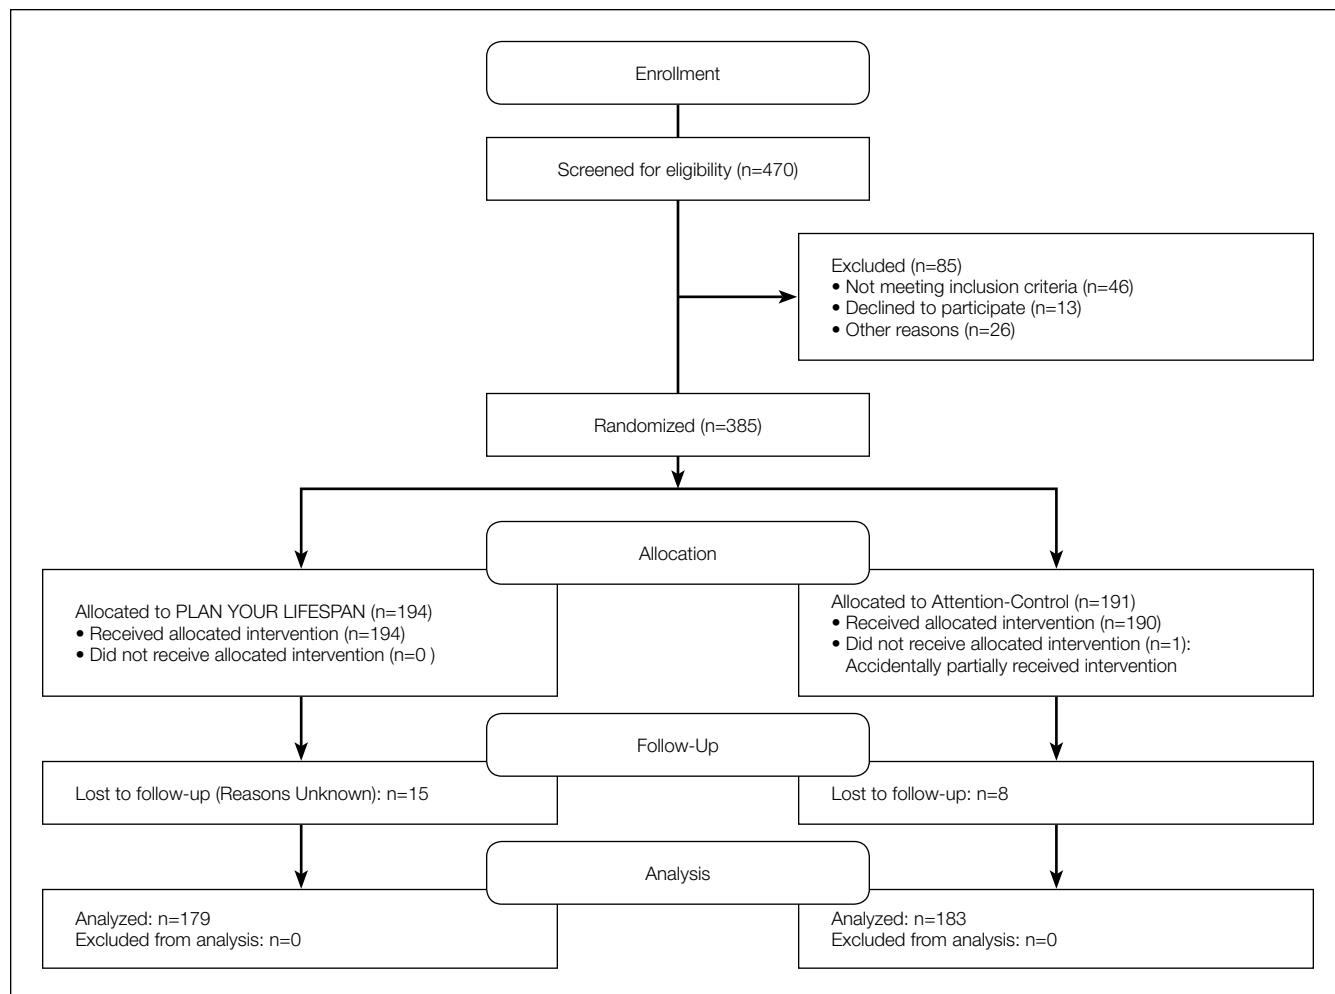 Enrollment
Screened for eligibility (n=470)
Excluded (n=85)
• Not meeting inclusion criteria (n=46)
• Declined to participate (n=13)
• Other reasons (n=26)
Randomized (n=385)
Allocation
Allocated to PLAN YOUR LIFESPAN (n=194)
• Received allocated intervention (n=194)
• Did not receive allocated intervention (n=0 )
Allocated to Attention-Control (n=191)
• Received allocated intervention (n=190)
• Did not receive allocated intervention (n=1):
Accidentally partially received intervention
Follow-Up
Lost to follow-up (Reasons Unknown): n=15
Lost to follow-up: n=8
Analysis
Analyzed: n=179
Excluded from analysis: n=0
Analyzed: n=183
Excluded from analysis: n=0